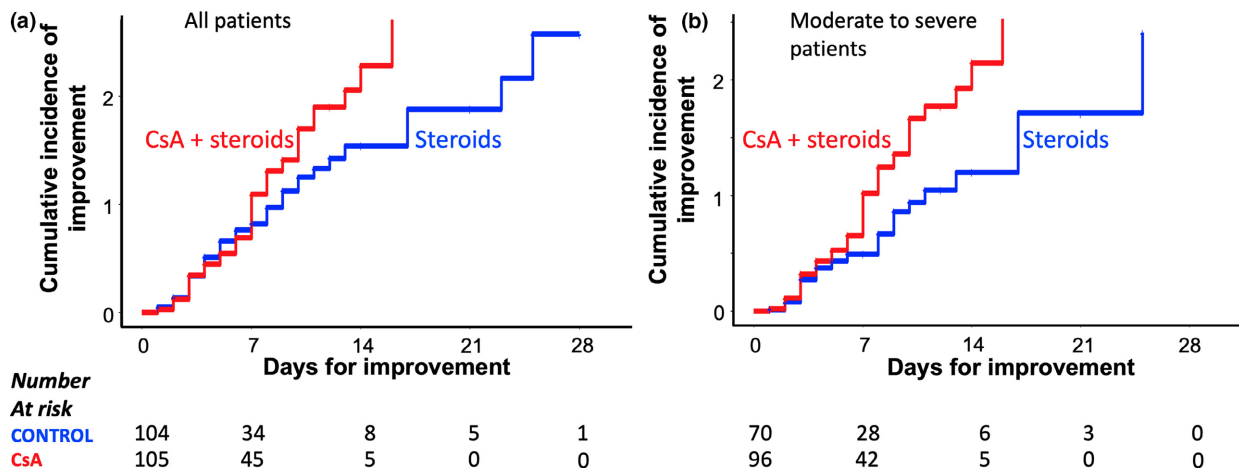 (a)
All patients
Cumulative incidence of
improvement
2
1
0
CsA + steroids
Steroids
0 7 14 21 28
Days for improvement
(b)
Moderate to severe
patients
Cumulative incidence of
improvement
2
1
0
CsA + steroids
Steroids
0 7 14 21 28
Days for improvement
Number
At risk
CONTROL 104 34 8 5 1 70 28 6 3 0
CsA 105 45 5 0 0 96 42 5 0 0